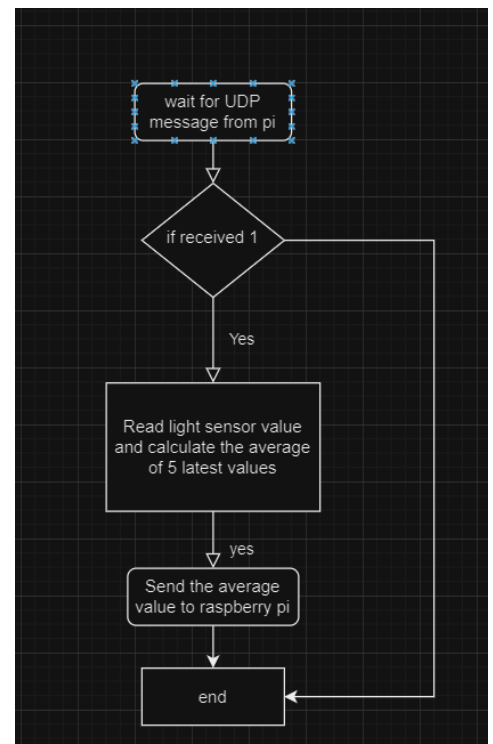 wait for UDP
message from pi
if received 1
Yes
Read light sensor value
and calculate the average
of 5 latest values
yes
Send the average
value to raspberry pi
end